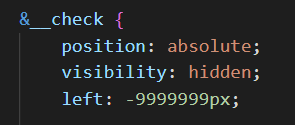 &__check {
    position: absolute;
    visibility: hidden;
    left: -9999999px;